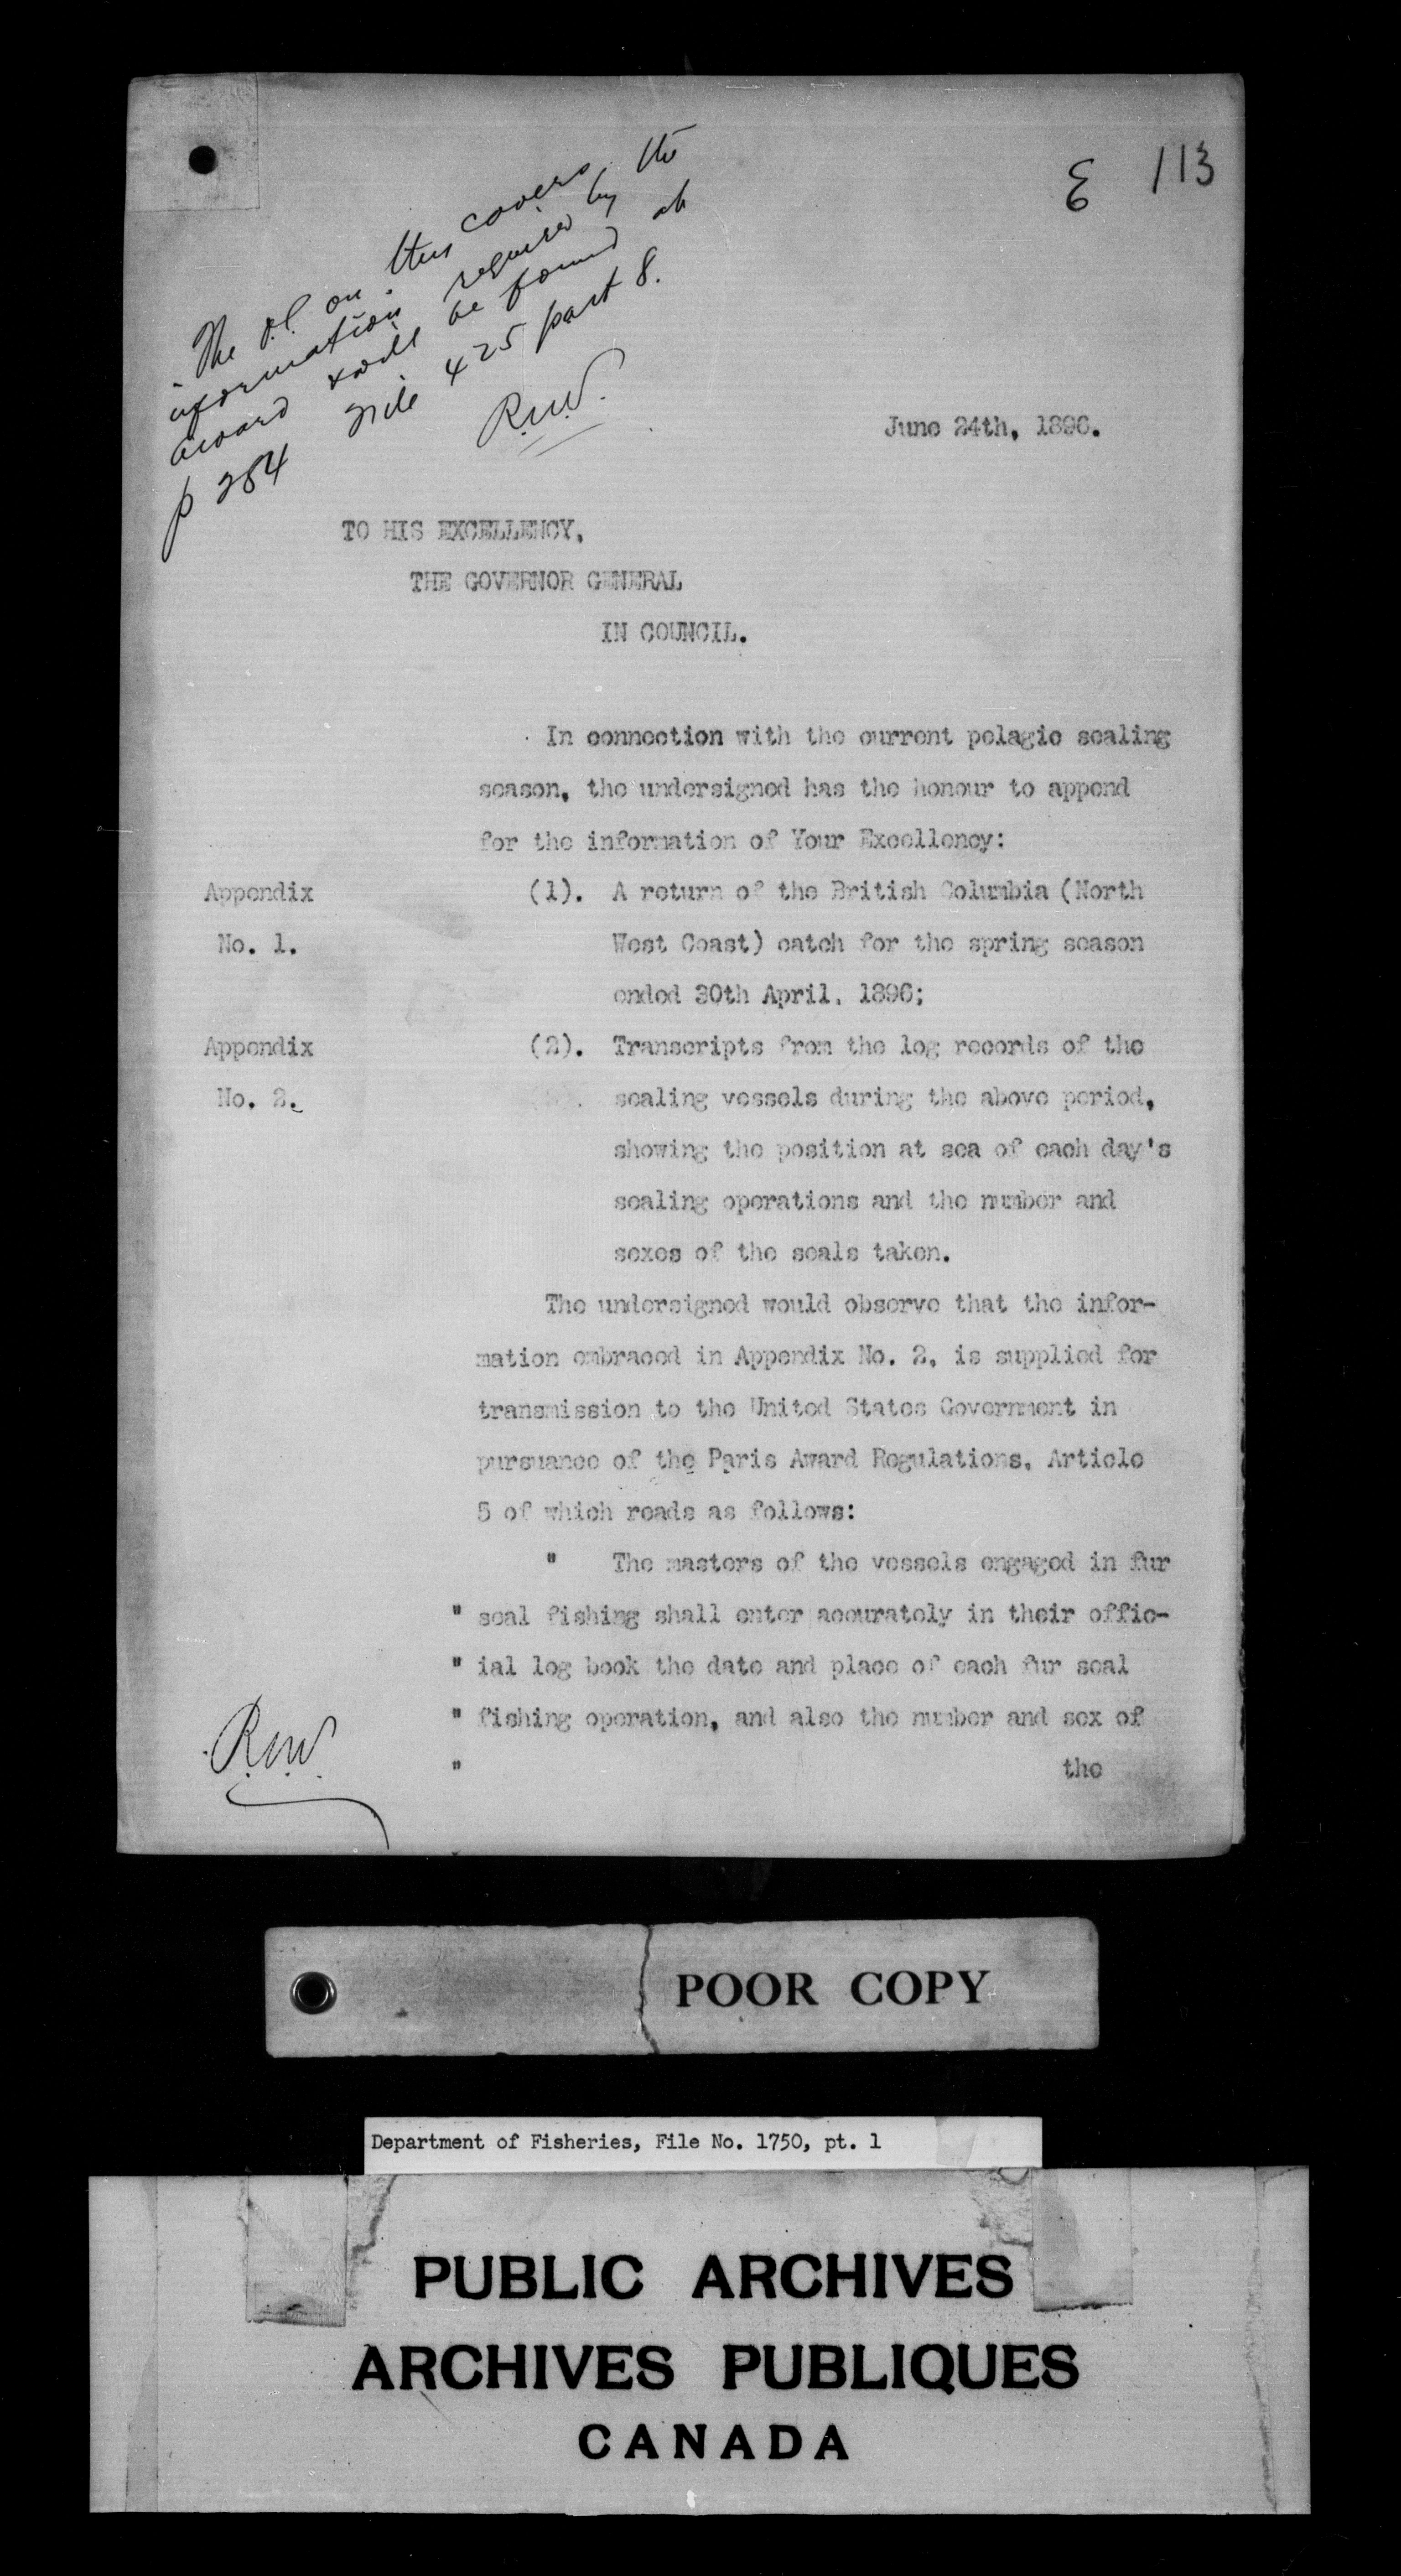 The o.c. on this covers the
information required by the
award will be found at
p 254 File 425 part 8.
R.N.V.
E 113
June 24th, 1896.
TO HIS EXCELLENCY,
THE GOVERNOR GENERAL
IN COUNCIL.
In connection with the current pelagic sealing
season, the undersigned has the honour to append
for the information of Your Excellency:
Appendix (1). A return of the British Columbia (North
No. 1. West Coast) catch for the spring season
ended 30th April, 1896;
Appendix (2). Transcripts from the log records of the
No. 2. sealing vessels during the above period,
showing the position at sea of each day's
sealing operations and the number and
sexes of the seals taken.
The undersigned would observe that the infor-
mation embraced in Appendix No. 2, is supplied for
transmission to the United States Government in
pursuance of the Paris Award Regulations, Article
5 of which reads as follows:
" The masters of the vessels engaged in fur
" seal fishing shall enter accurately in their offic-
" ial log book the date and place of each fur seal
" fishing operation, and also the number and sex of
" the
POOR COPY
Department of Fisheries, File No. 1750, pt. 1
PUBLIC ARCHIVES
ARCHIVES PUBLIQUES
CANADA